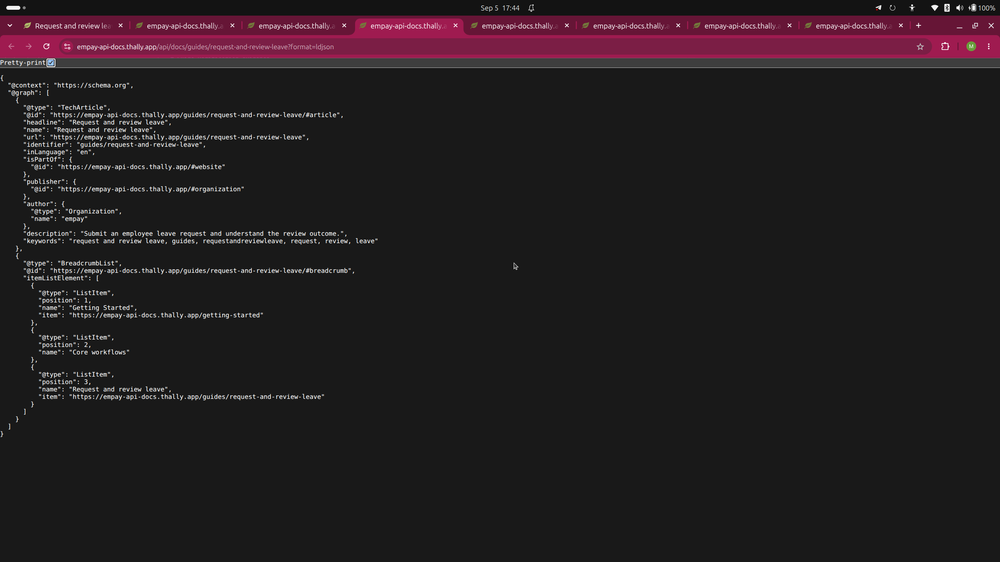 Sep 5 17:44
100%
Request and review lea
empay-api-docs.thally.a
empay-api-docs.thally.a
empay-api-docs.thally.a
empay-api-docs.thally.a
empay-api-docs.thally.a
empay-api-docs.thally.a
empay-api-docs.thally.a
empay-api-docs.thally.app/api/docs/guides/request-and-review-leave?format=ldjson
M
Pretty-print
{
  "@context": "https://schema.org",
  "@graph": [
    {
      "@type": "TechArticle",
      "@id": "https://empay-api-docs.thally.app/guides/request-and-review-leave/#article",
      "headline": "Request and review leave",
      "name": "Request and review leave",
      "url": "https://empay-api-docs.thally.app/guides/request-and-review-leave",
      "identifier": "guides/request-and-review-leave",
      "inLanguage": "en",
      "isPartOf": {
        "@id": "https://empay-api-docs.thally.app/#website"
      },
      "publisher": {
        "@id": "https://empay-api-docs.thally.app/#organization"
      },
      "author": {
        "@type": "Organization",
        "name": "empay"
      },
      "description": "Submit an employee leave request and understand the review outcome.",
      "keywords": "request and review leave, guides, requestandreviewleave, request, review, leave"
    },
    {
      "@type": "BreadcrumbList",
      "@id": "https://empay-api-docs.thally.app/guides/request-and-review-leave/#breadcrumb",
      "itemListElement": [
        {
          "@type": "ListItem",
          "position": 1,
          "name": "Getting Started",
          "item": "https://empay-api-docs.thally.app/getting-started"
        },
        {
          "@type": "ListItem",
          "position": 2,
          "name": "Core workflows"
        },
        {
          "@type": "ListItem",
          "position": 3,
          "name": "Request and review leave",
          "item": "https://empay-api-docs.thally.app/guides/request-and-review-leave"
        }
      ]
    }
  ]
}